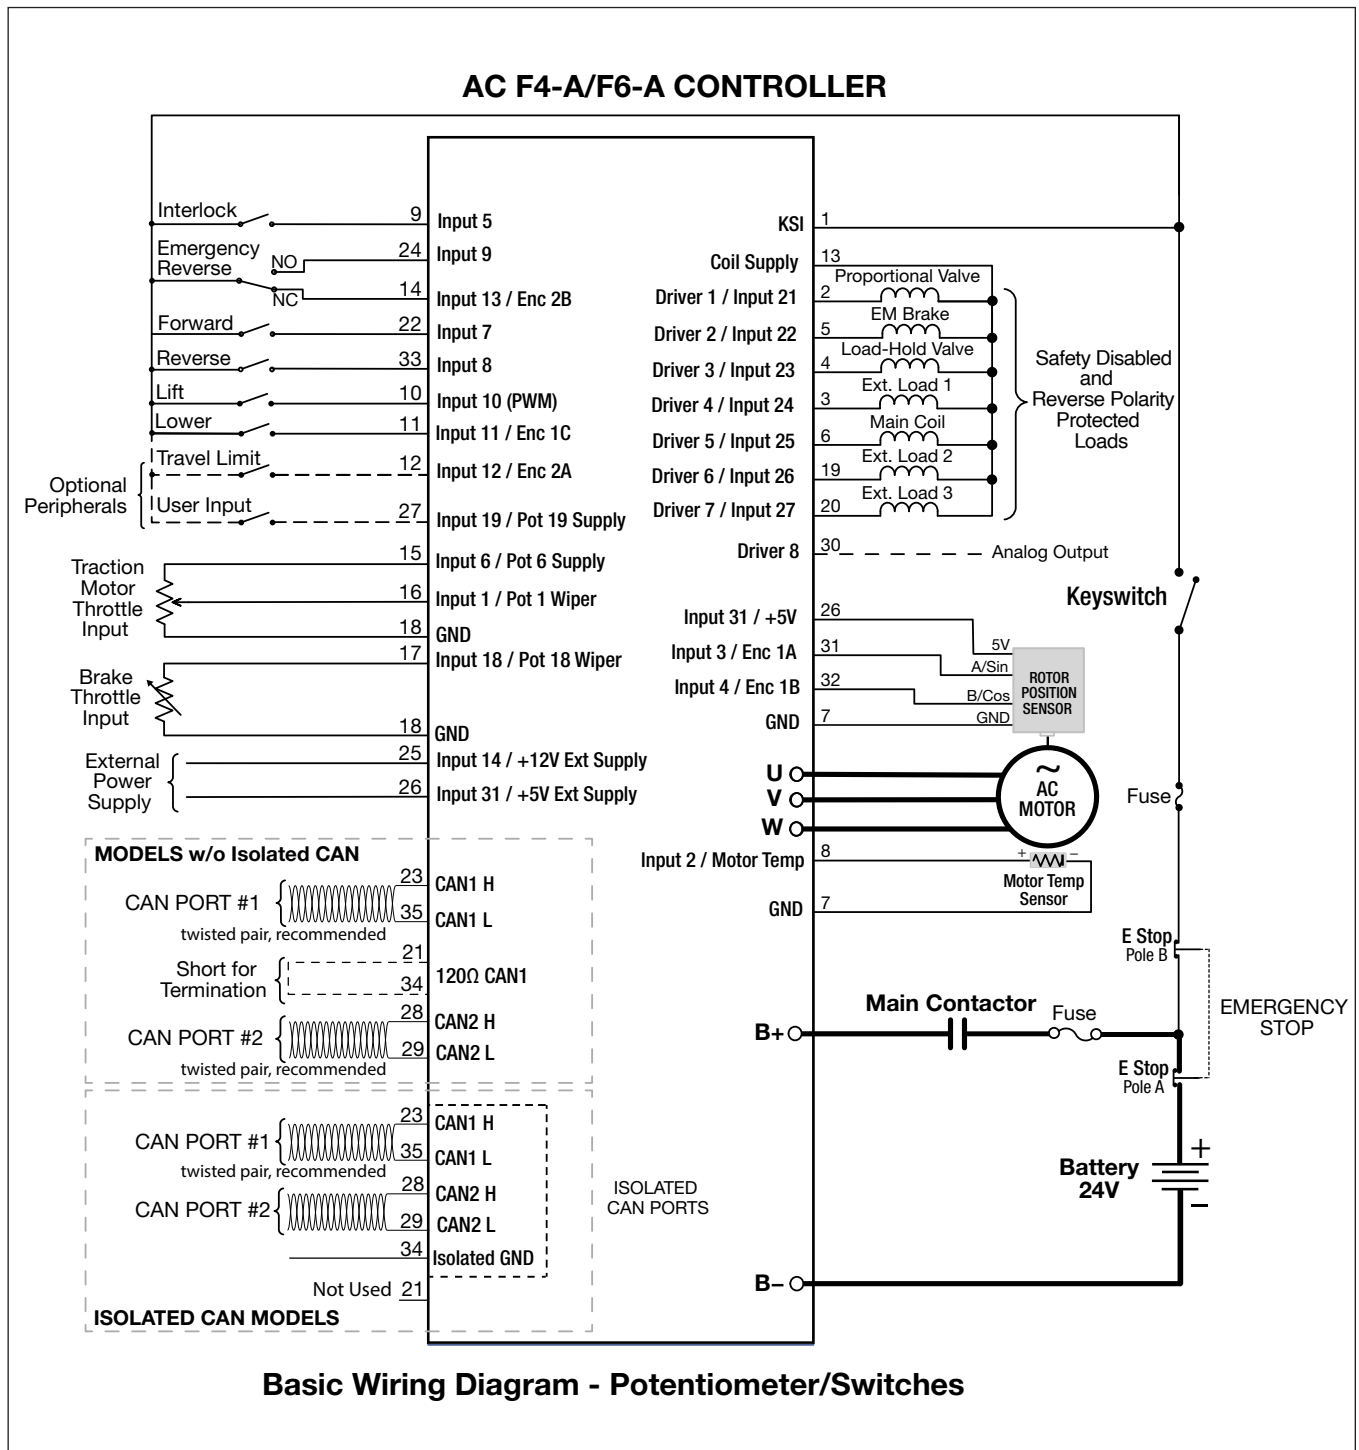 AC F4-A/F6-A CONTROLLER
Interlock
9
Input 5
Emergency
Reverse
NO
24
Input 9
NC
14
Input 13 / Enc 2B
Forward
22
Input 7
Reverse
33
Input 8
Lift
10
Input 10 (PWM)
Lower
11
Input 11 / Enc 1C
Optional
Peripherals
Travel Limit
12
Input 12 / Enc 2A
User Input
27
Input 19 / Pot 19 Supply
Traction
Motor
Throttle
Input
15
Input 6 / Pot 6 Supply
16
Input 1 / Pot 1 Wiper
18
GND
Brake
Throttle
Input
17
Input 18 / Pot 18 Wiper
18
GND
External
Power
Supply
25
Input 14 / +12V Ext Supply
26
Input 31 / +5V Ext Supply
MODELS w/o Isolated CAN
CAN PORT #1
twisted pair, recommended
23
CAN1 H
35
CAN1 L
Short for
Termination
21
34
120Ω CAN1
CAN PORT #2
twisted pair, recommended
28
CAN2 H
29
CAN2 L
CAN PORT #1
twisted pair, recommended
23
CAN1 H
35
CAN1 L
CAN PORT #2
28
CAN2 H
29
CAN2 L
34
Isolated GND
Not Used 21
ISOLATED CAN MODELS
ISOLATED
CAN PORTS
KSI
1
Coil Supply
13
Proportional Valve
Driver 1 / Input 21
2
EM Brake
Driver 2 / Input 22
5
Load-Hold Valve
Driver 3 / Input 23
4
Ext. Load 1
Driver 4 / Input 24
3
Main Coil
Driver 5 / Input 25
6
Ext. Load 2
Driver 6 / Input 26
19
Ext. Load 3
Driver 7 / Input 27
20
Safety Disabled
and
Reverse Polarity
Protected
Loads
Driver 8
30
Analog Output
Keyswitch
Input 31 / +5V
26
5V
Input 3 / Enc 1A
31
A/Sin
Input 4 / Enc 1B
32
B/Cos
GND
7
GND
ROTOR
POSITION
SENSOR
U
V
W
~
AC
MOTOR
Fuse
Input 2 / Motor Temp
8
+
−
Motor Temp
Sensor
GND
7
E Stop
Pole B
Main Contactor
Fuse
B+
EMERGENCY
STOP
E Stop
Pole A
Battery
24V
+
−
B−
Basic Wiring Diagram - Potentiometer/Switches